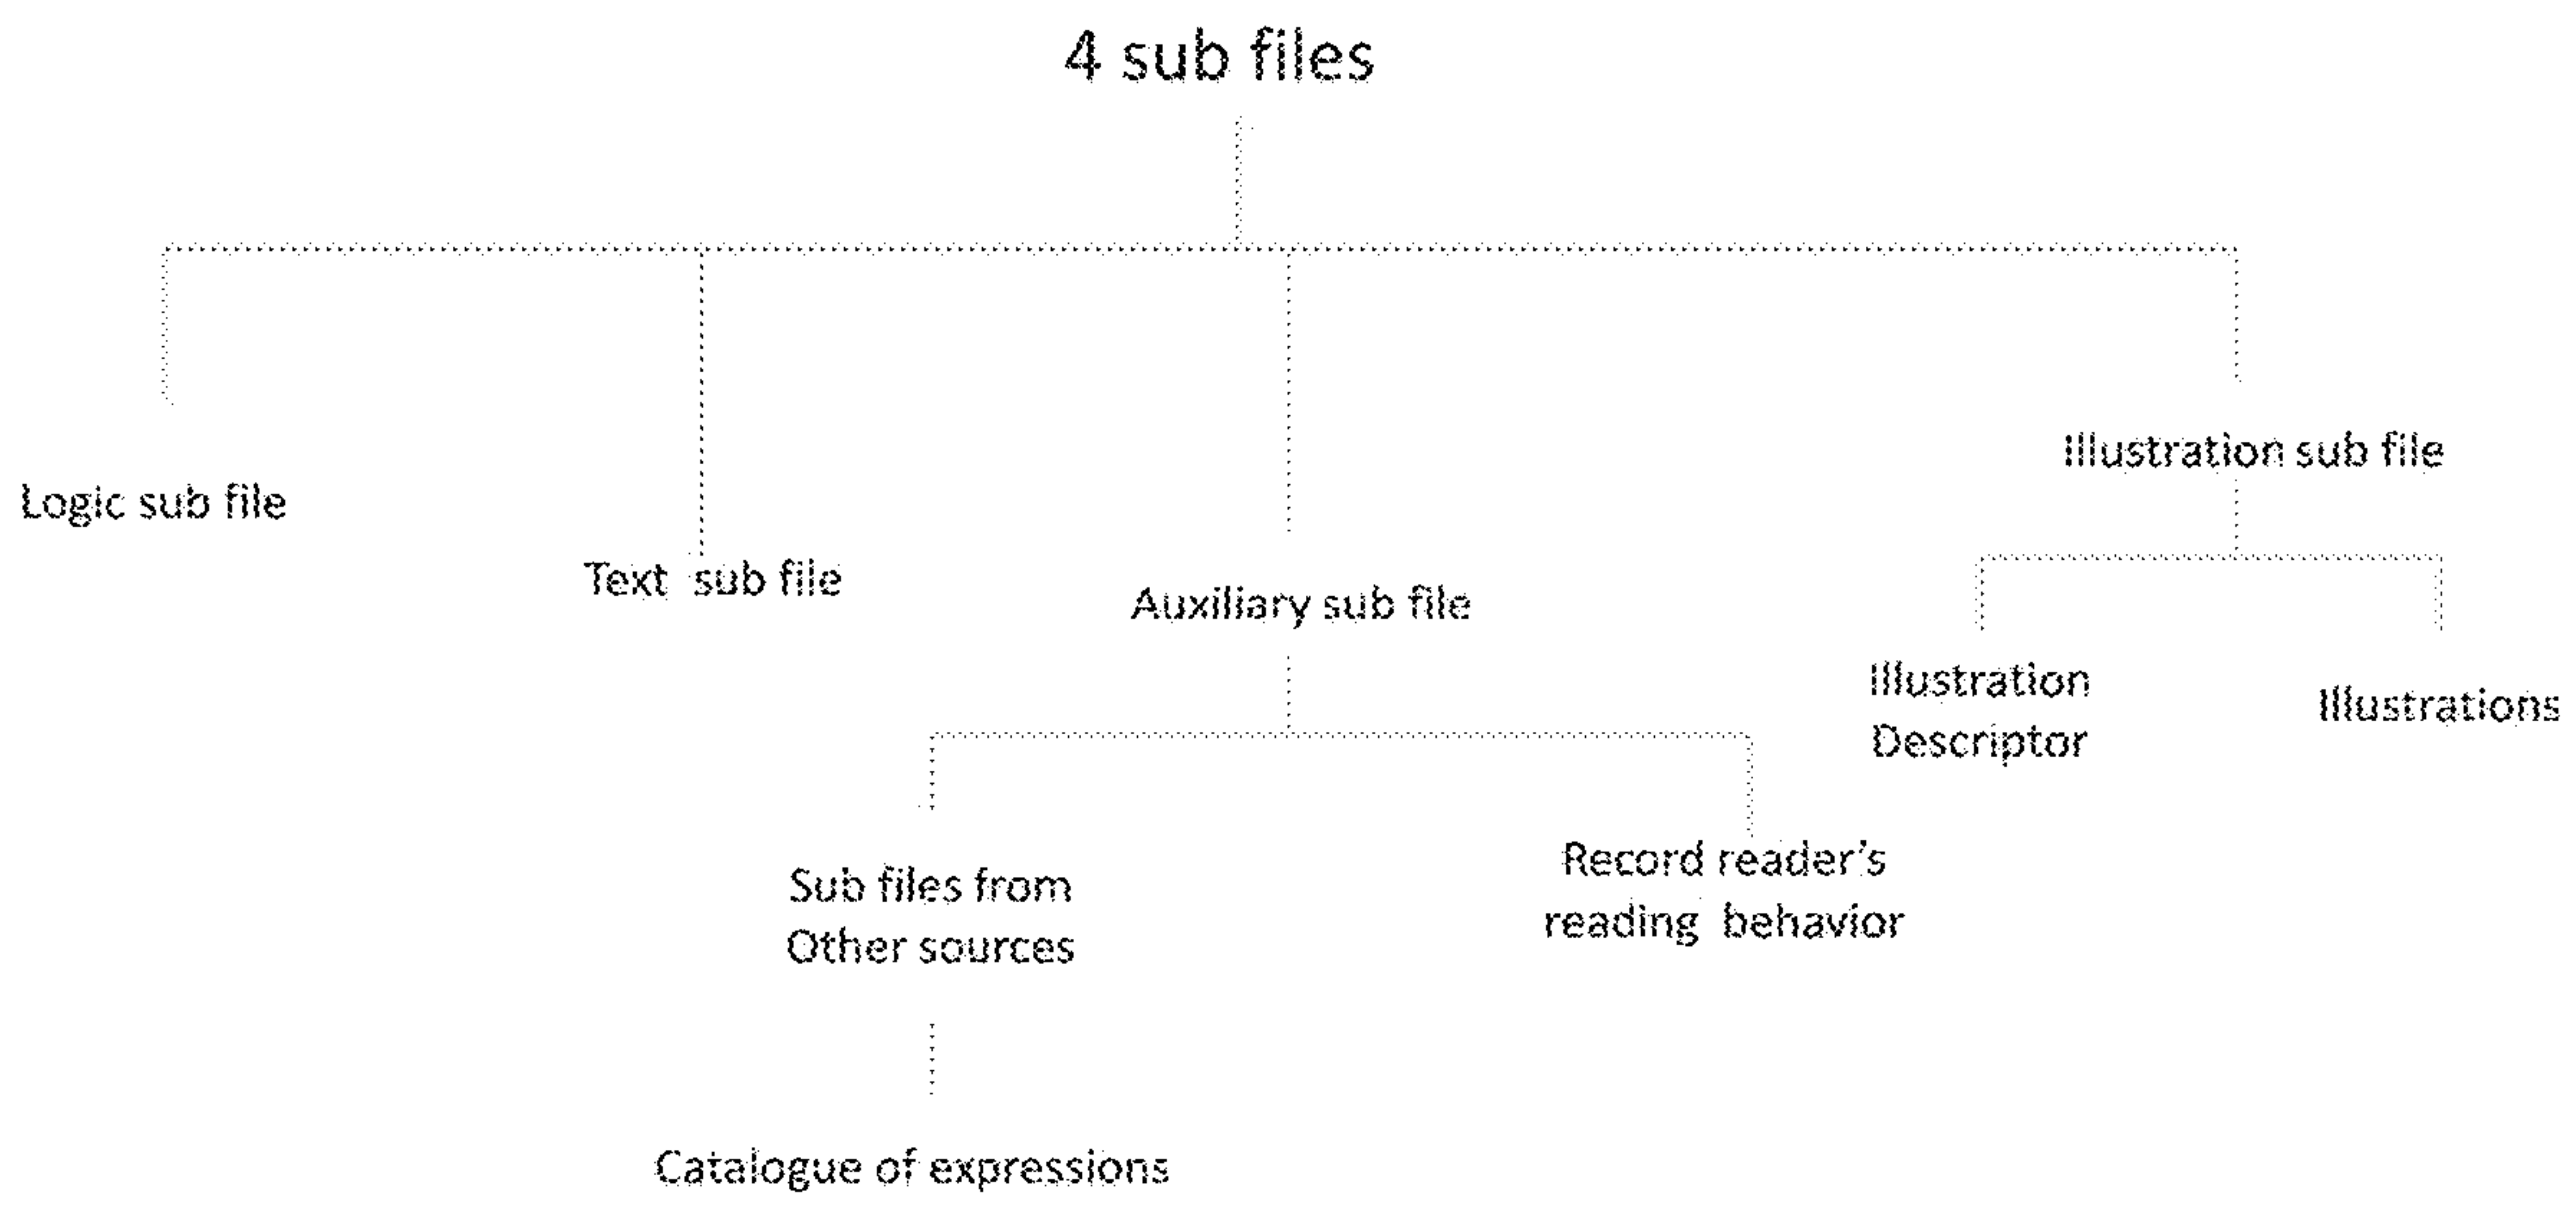 4 sub files
Logic sub file
Text sub file
Auxiliary sub file
Illustration sub file
Illustration
Descriptor
Illustrations
Sub files from
Other sources
Record reader's
reading behavior
Catalogue of expressions